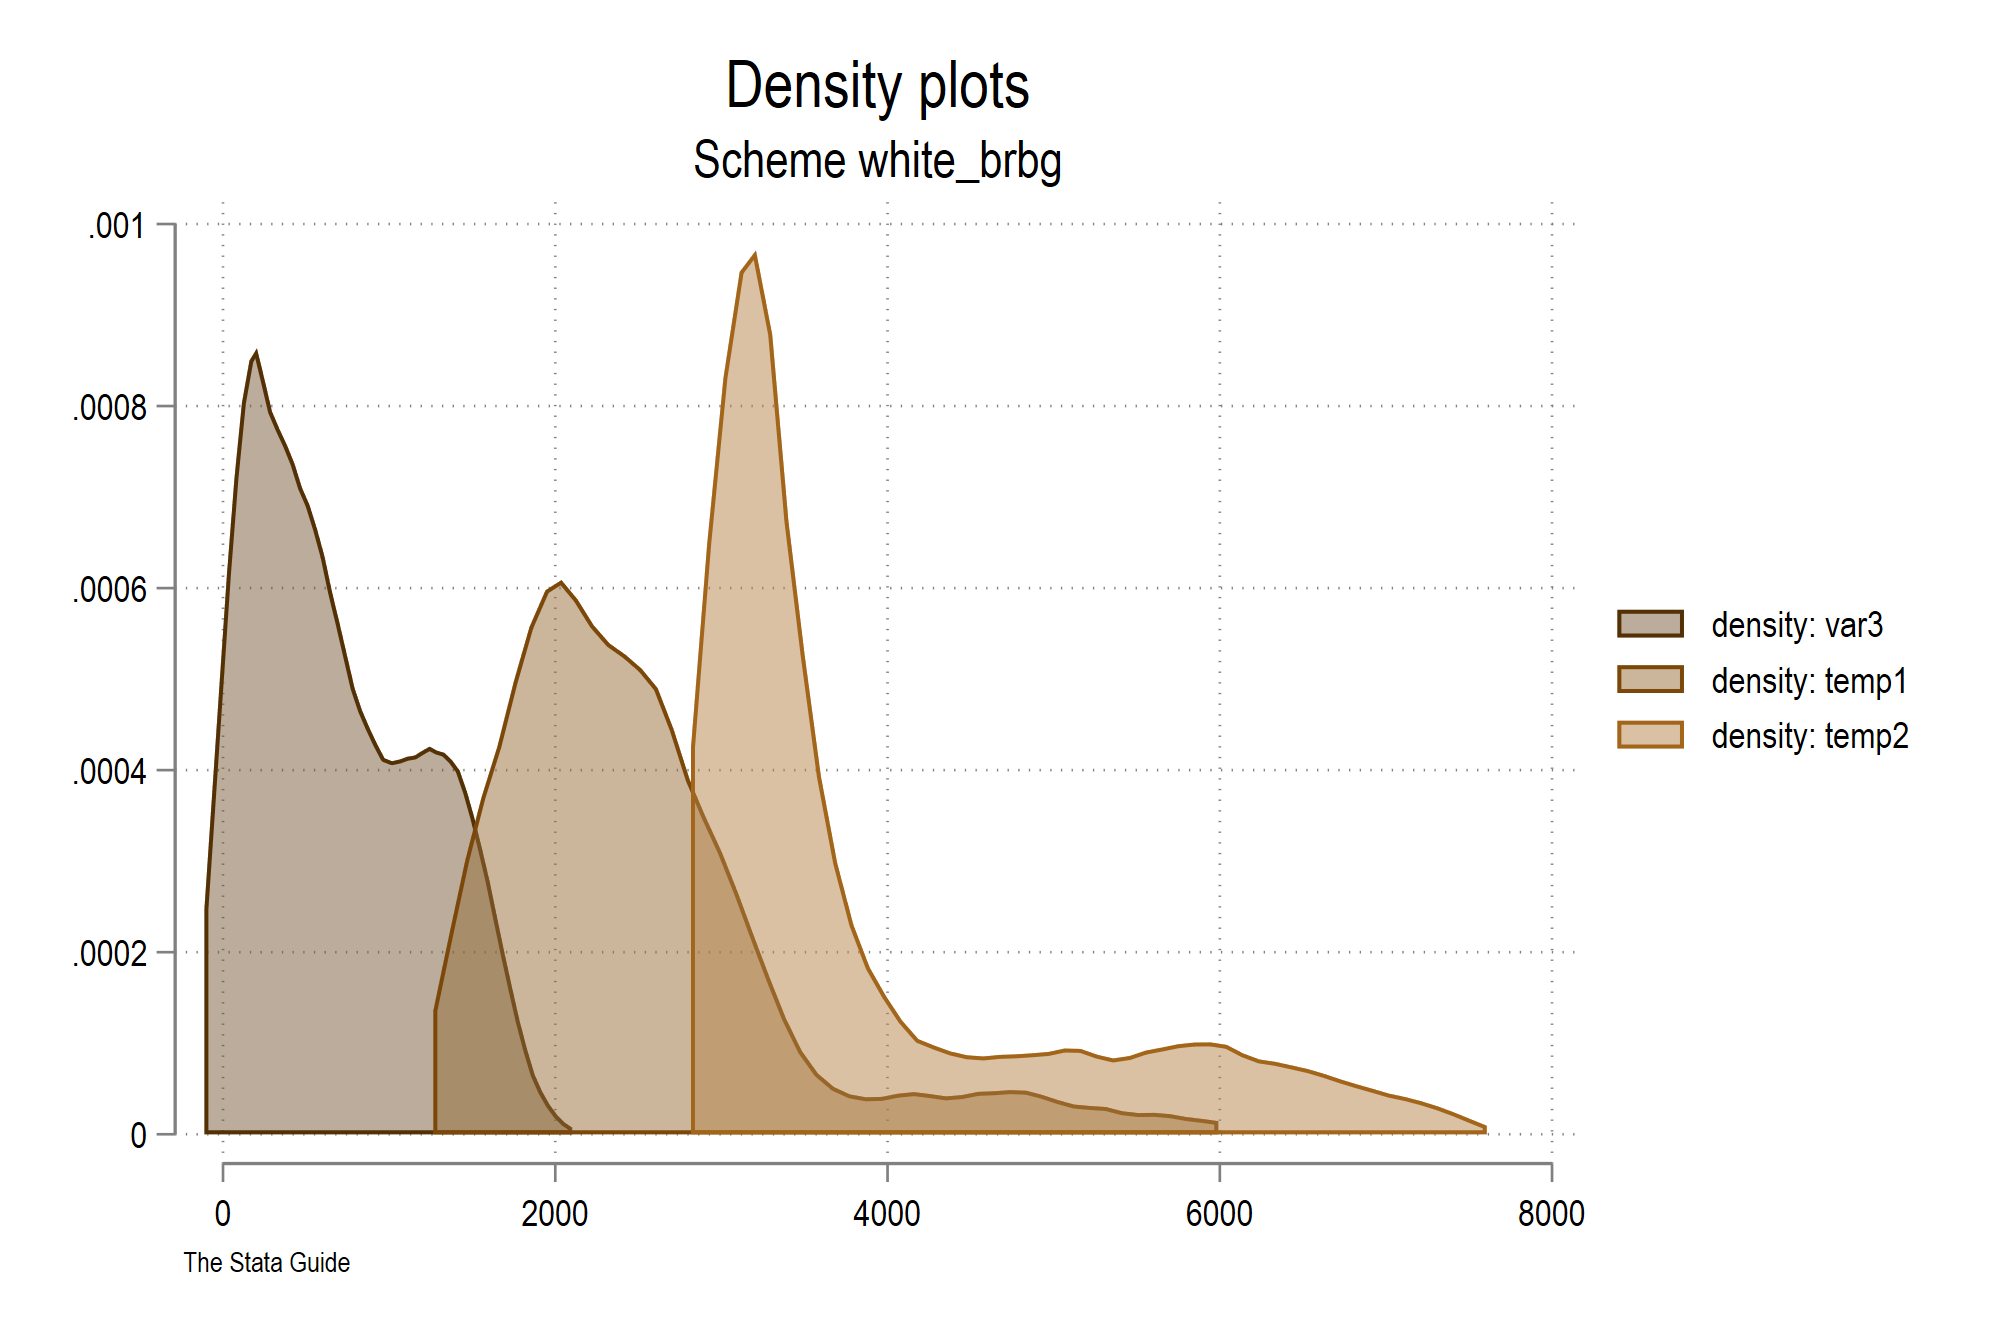 Density plots
Scheme white_brbg
.001
.0008
.0006
.0004
.0002
0
0 2000 4000 6000 8000
density: var3
density: temp1
density: temp2
The Stata Guide